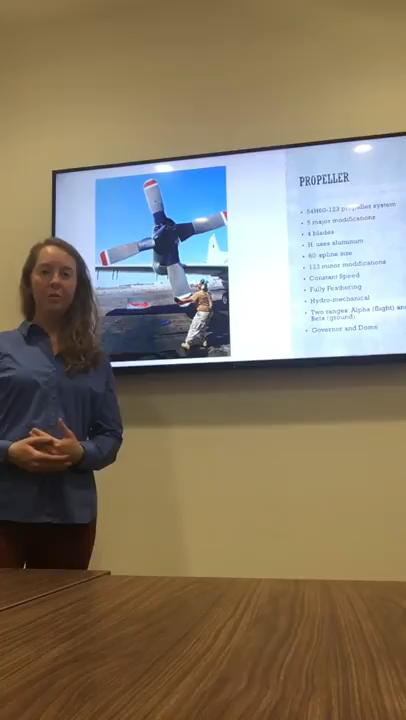 PROPELLER
54H60-123 propeller system
5 major modifications
4 blades
H. uses aluminum
60 spline size
123 minor modifications
Constant Speed
Fully Feathering
Hydro-mechanical
Two ranges Alpha (flight) and
Beta (ground)
Governor and Dome